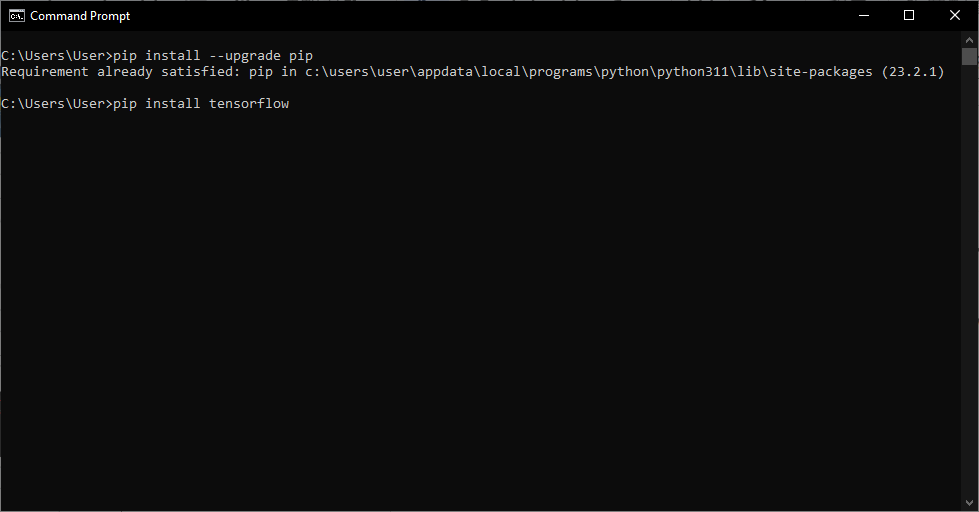 Command Prompt
C:\Users\User>pip install --upgrade pip
Requirement already satisfied: pip in c:\users\user\appdata\local\programs\python\python311\lib\site-packages (23.2.1)
C:\Users\User>pip install tensorflow